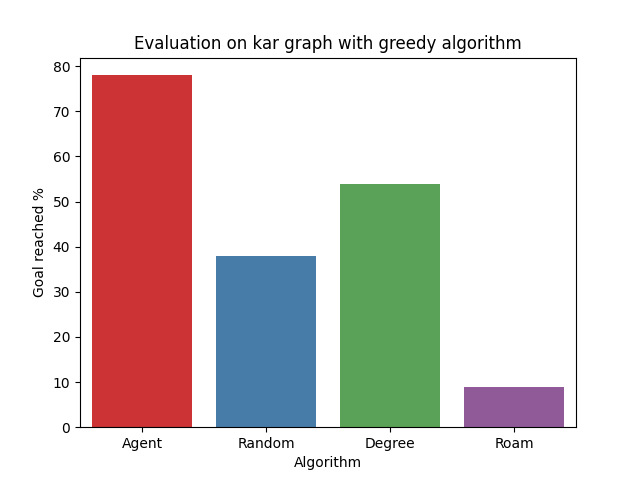 Evaluation on kar graph with greedy algorithm
80
70
60
50
40
30
20
10
0
Goal reached %
Agent Random Degree Roam
Algorithm